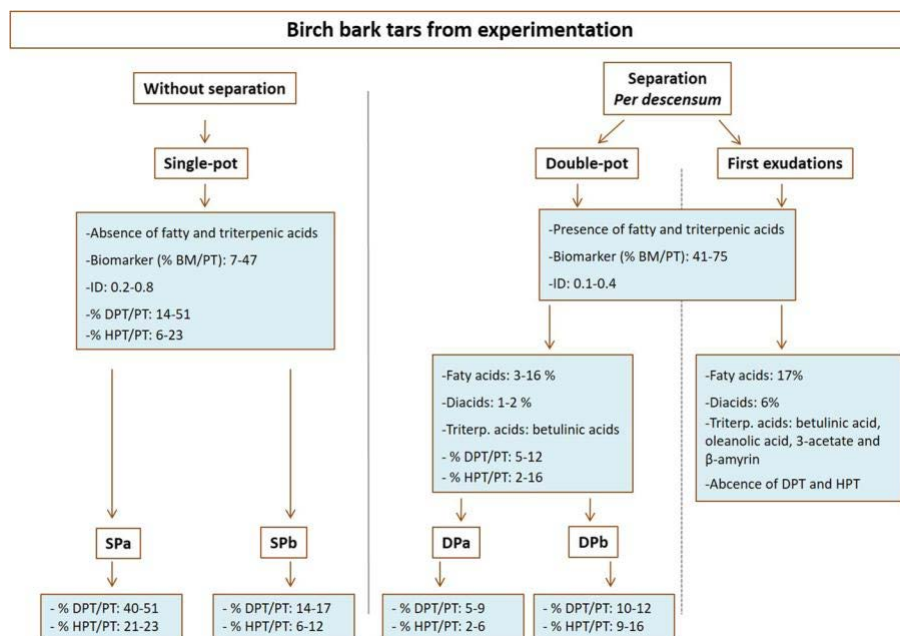 Birch bark tars from experimentation
Without separation
Separation
Per descensum
Single-pot
Double-pot
First exudations
-Absence of fatty and triterpenic acids
-Biomarker (% BM/PT): 7-47
-ID: 0.2-0.8
-% DPT/PT: 14-51
-% HPT/PT: 6-23
-Presence of fatty and triterpenic acids
-Biomarker (% BM/PT): 41-75
-ID: 0.1-0.4
-Faty acids: 3-16 %
-Diacids: 1-2 %
-Triterp. acids: betulinic acids
- % DPT/PT: 5-12
- % HPT/PT: 2-16
-Faty acids: 17%
-Diacids: 6%
-Triterp. acids: betulinic acid,
oleanolic acid, 3-acetate and
β-amyrin
-Abcence of DPT and HPT
SPa
SPb
DPa
DPb
- % DPT/PT: 40-51
- % HPT/PT: 21-23
- % DPT/PT: 14-17
- % HPT/PT: 6-12
- % DPT/PT: 5-9
- % HPT/PT: 2-6
- % DPT/PT: 10-12
- % HPT/PT: 9-16